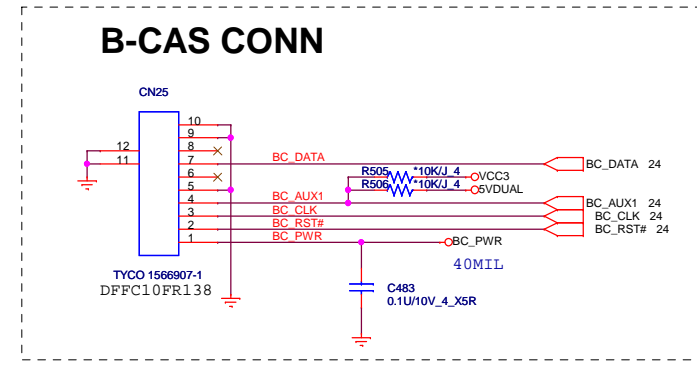 B-CAS CONN
CN25
10
9
12
8
11
7
BC_DATA
BC_DATA 24
6
R505
*10K/J_4
VCC3
5
R506
*10K/J_4
5VDUAL
4
BC_AUX1
BC_AUX1 24
3
BC_CLK
BC_CLK 24
2
BC_RST#
BC_RST# 24
1
BC_PWR
BC_PWR
40MIL
TYCO 1566907-1
DFFC10FR138
C483
0.1U/10V_4_X5R